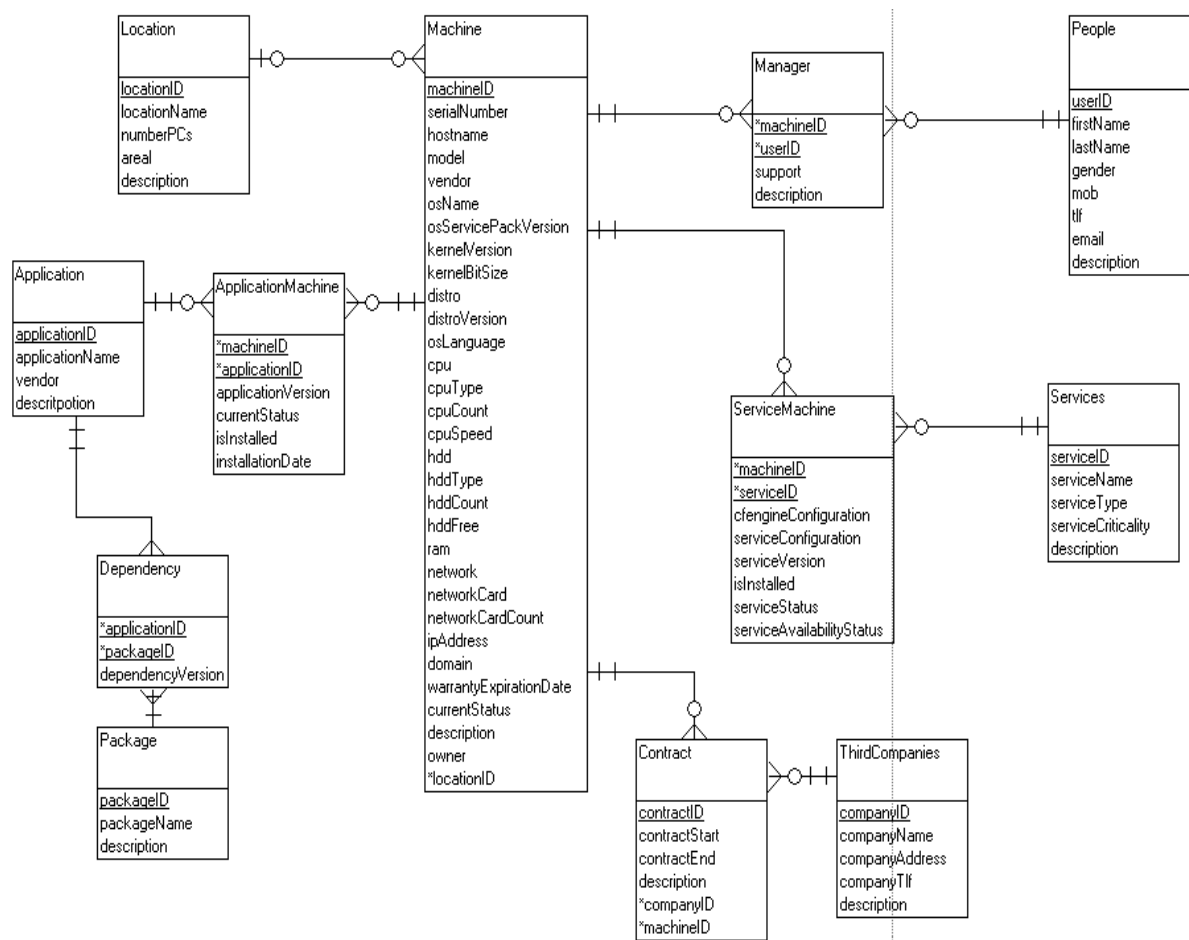 Location
locationID
locationName
numberPCs
areal
description
Machine
machineID
serialNumber
hostname
model
vendor
osName
osServicePackVersion
kernelVersion
kernelBitSize
distro
distroVersion
osLanguage
cpu
cpuType
cpuCount
cpuSpeed
hdd
hddType
hddCount
hddFree
ram
network
networkCard
networkCardCount
ipAddress
domain
warrantyExpirationDate
currentStatus
description
owner
*locationID
Manager
*machineID
*userID
support
description
People
userID
firstName
lastName
gender
mob
tlf
email
description
Application
applicationID
applicationName
vendor
descritpotion
ApplicationMachine
*machineID
*applicationID
applicationVersion
currentStatus
isInstalled
installationDate
ServiceMachine
*machineID
*serviceID
cfengineConfiguration
serviceConfiguration
serviceVersion
isInstalled
serviceStatus
serviceAvailabilityStatus
Services
serviceID
serviceName
serviceType
serviceCriticality
description
Dependency
*applicationID
*packageID
dependencyVersion
Package
packageID
packageName
description
Contract
contractID
contractStart
contractEnd
description
*companyID
*machineID
ThirdCompanies
companyID
companyName
companyAddress
companyTlf
description